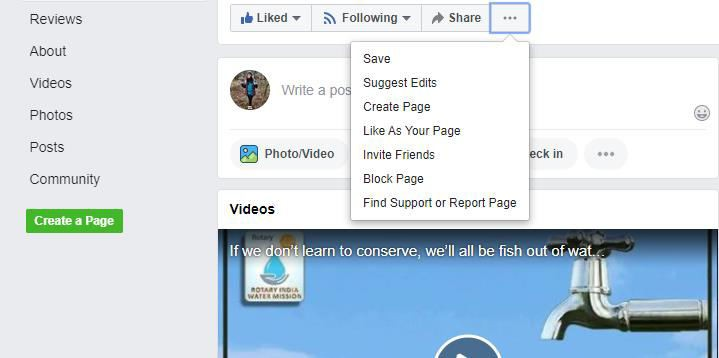 Reviews
About
Videos
Photos
Posts
Community
Create a Page
Liked
Following
Share
Save
Suggest Edits
Create Page
Like As Your Page
Invite Friends
Block Page
Find Support or Report Page
Write a pos
Photo/Video
eck in
Videos
If we don't learn to conserve, we'll all be fish out of wat...
Rotary
ROTARY INDIA
WATER MISSION